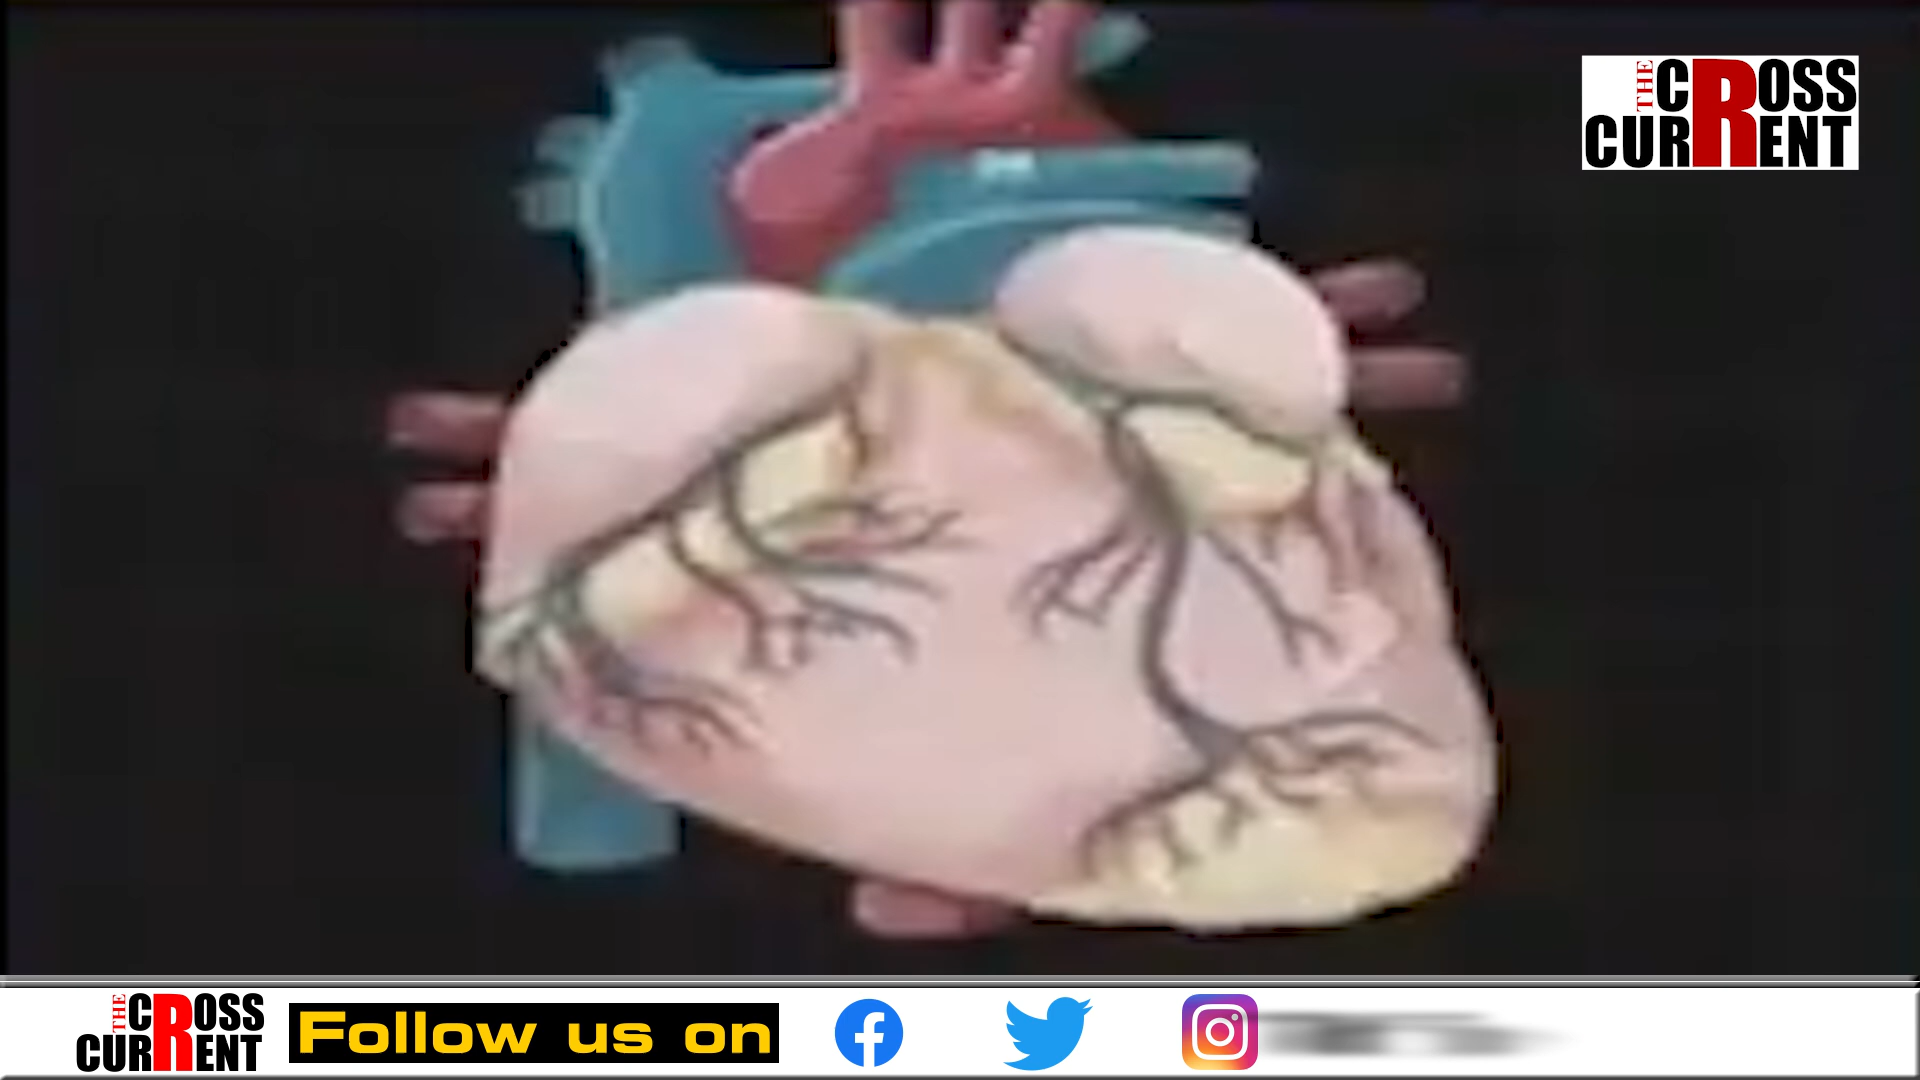 THE CROSS
CURRENT
THE CROSS
CURRENT
Follow us on